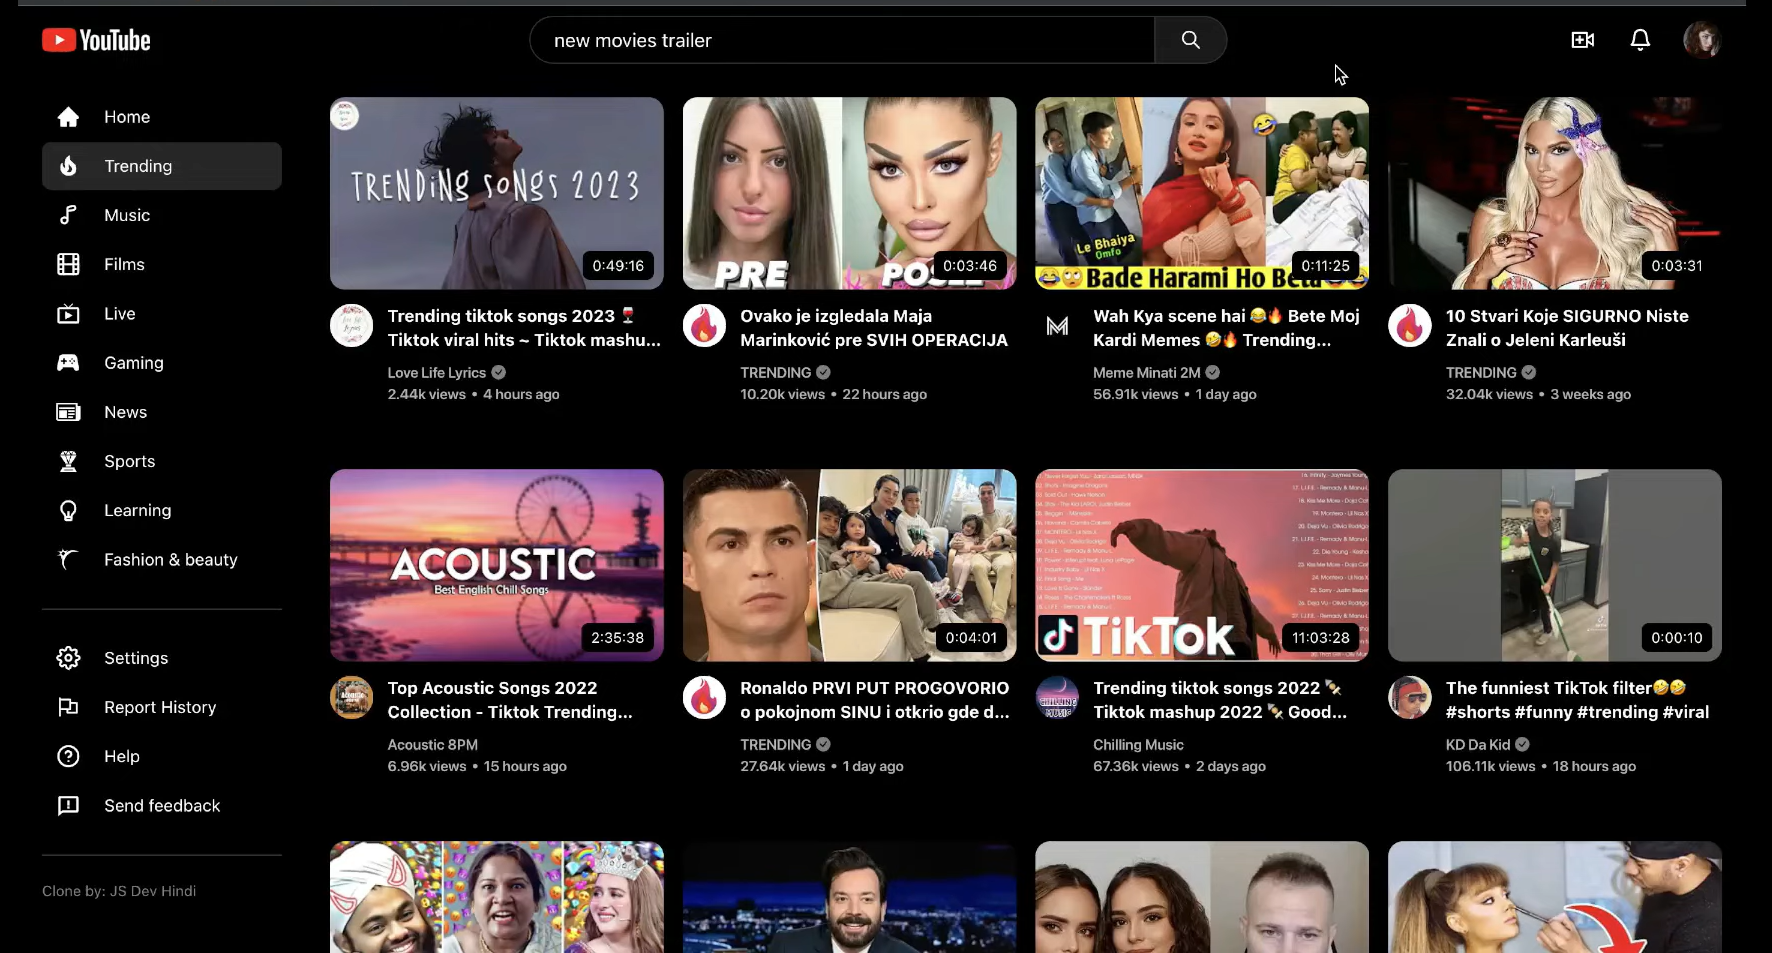 YouTube
new movies trailer
Home
Trending
Music
Films
Live
Gaming
News
Sports
Learning
Fashion & beauty
Settings
Report History
Help
Send feedback
Clone by: JS Dev Hindi
TRENDiNG SONGS 2023
0:49:16
Trending tiktok songs 2023 🍷
Tiktok viral hits ~ Tiktok mashu...
Love Life Lyrics
2.44k views • 4 hours ago
PRE
0:03:46
Ovako je izgledala Maja
Marinković pre SVIH OPERACIJA
TRENDING
10.20k views • 22 hours ago
Le Bhaiya
Omfo
Bade Harami Ho Beta
0:11:25
Wah Kya scene hai 😂🔥 Bete Moj
Kardi Memes 🤣🔥 Trending...
Meme Minati 2M
56.91k views • 1 day ago
0:03:31
10 Stvari Koje SIGURNO Niste
Znali o Jeleni Karleuši
TRENDING
32.04k views • 3 weeks ago
ACOUSTIC
Best English Chill Songs
2:35:38
Top Acoustic Songs 2022
Collection - Tiktok Trending...
Acoustic 8PM
6.96k views • 15 hours ago
0:04:01
Ronaldo PRVI PUT PROGOVORIO
o pokojnom SINU i otkrio gde d...
TRENDING
27.64k views • 1 day ago
TikTok
11:03:28
CHILLING
MUSIC
Trending tiktok songs 2022 🍬
Tiktok mashup 2022 🍬 Good...
Chilling Music
67.36k views • 2 days ago
0:00:10
The funniest TikTok filter🤣🤣
#shorts #funny #trending #viral
KD Da Kid
106.11k views • 18 hours ago